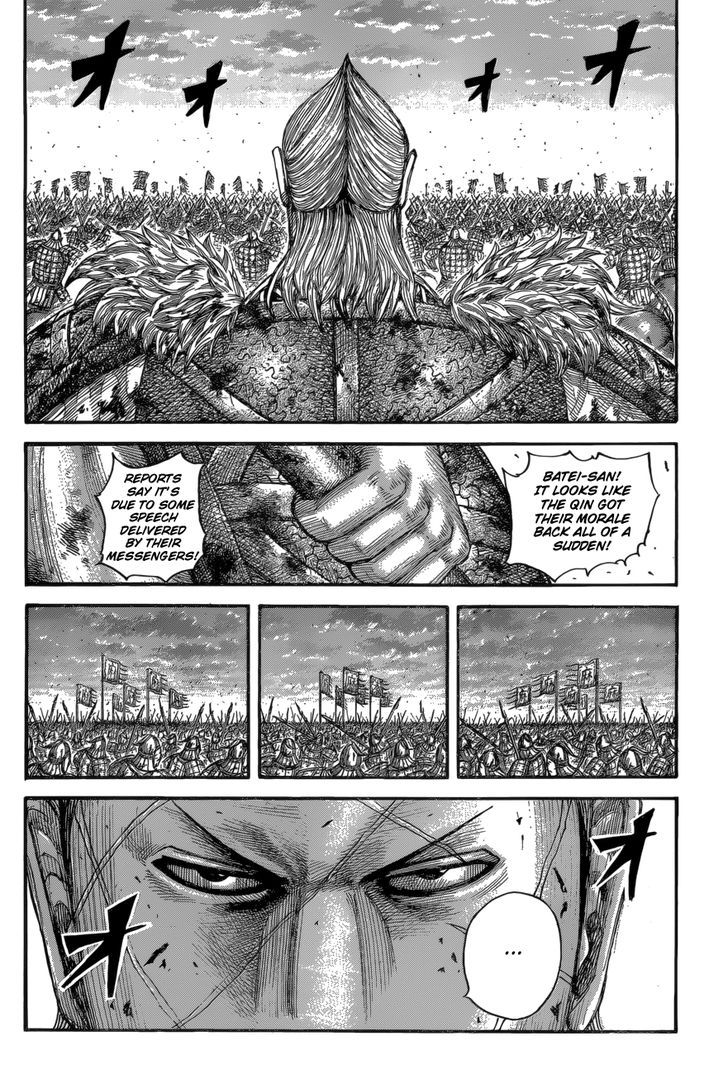 オ
オ
オ
オ
BATEI-SAN!
IT LOOKS LIKE
THE QIN GOT
THEIR MORALE
BACK ALL OF A
SUDDEN!
REPORTS
SAY IT'S
DUE TO SOME
SPEECH
DELIVERED
BY THEIR
MESSENGERS!
オ
オ
...